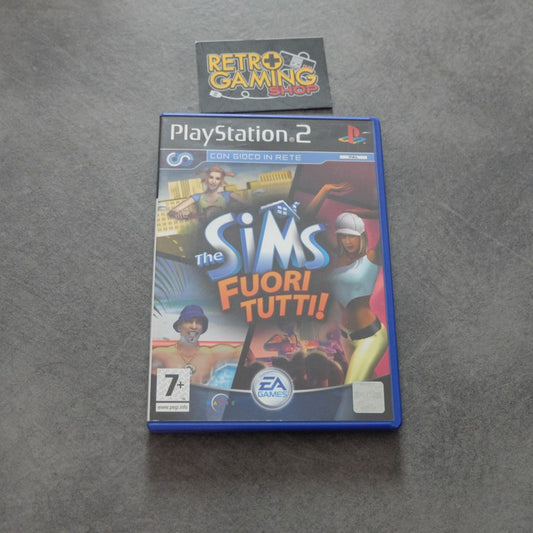 RETRO
GAMING
SHOP
PlayStation®2
CON GIOCO IN RETE
PAL
The SiMS
FUORI
TUTTI!
7+
www.pegi.info
EA
GAMES